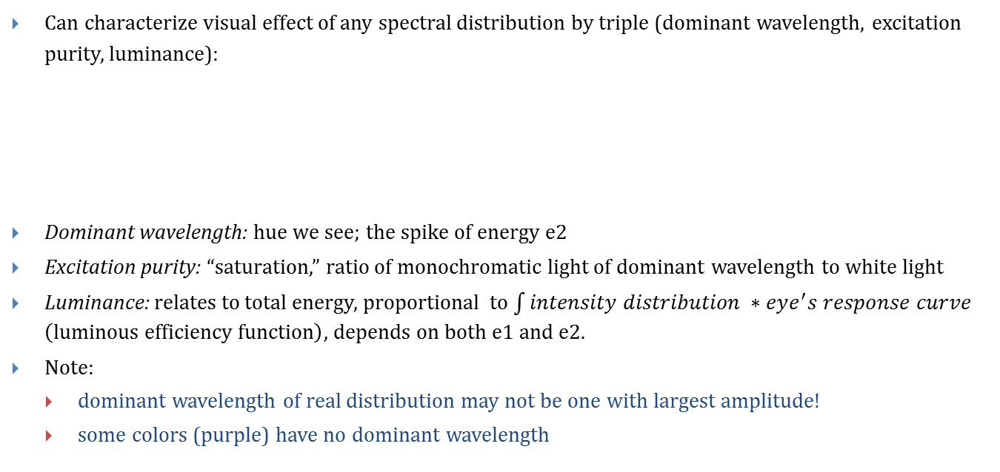 Can characterize visual effect of any spectral distribution by triple (dominant wavelength, excitation
purity, luminance):
Dominant wavelength: hue we see; the spike of energy e2
Excitation purity: “saturation,” ratio of monochromatic light of dominant wavelength to white light
Luminance: relates to total energy, proportional to ∫ intensity distribution ∗ eye's response curve
(luminous efficiency function), depends on both e1 and e2.
Note:
dominant wavelength of real distribution may not be one with largest amplitude!
some colors (purple) have no dominant wavelength